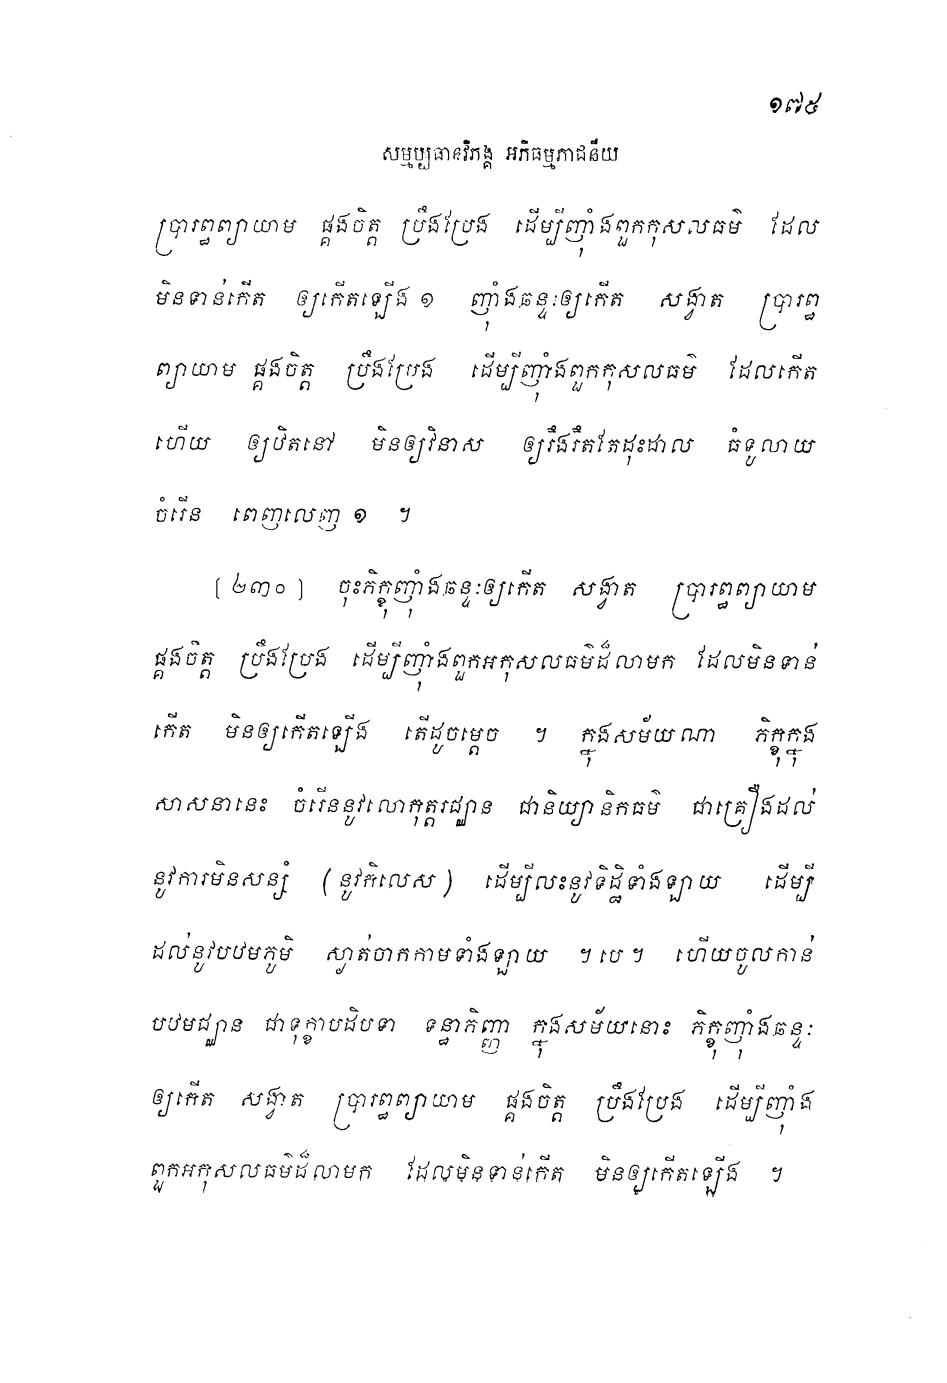 ១៧៥
សម្មប្បធានវិភង្គ អភិធម្មភាជនីយ
ប្រារព្ធព្យាយាម ផ្គងចិត្ត ប្រឹងប្រែង ដើម្បីញុំាងពួកកុសលធម៌ ដែល
មិនទាន់កើត ឲ្យកើតឡើង ១ ញុំាងឆន្ទៈឲ្យកើត សង្វាត ប្រារព្ធ
ព្យាយាម ផ្គងចិត្ត ប្រឹងប្រែង ដើម្បីញុំាងពួកកុសលធម៌ ដែលកើត
ហើយ ឲ្យឋិតនៅ មិនឲ្យវិនាស ឲ្យរឹងរឹតតែដុះដាល ធំទូលាយ
ចំរើន ពេញលេញ ១ ។
[ ២៣០ ] ចុះភិក្ខុញុំាងឆន្ទៈឲ្យកើត សង្វាត ប្រារព្ធព្យាយាម
ផ្គងចិត្ត ប្រឹងប្រែង ដើម្បីញុំាងពួកអកុសលធម៌ដ៏លាមក ដែលមិនទាន់
កើត មិនឲ្យកើតឡើង តើដូចម្តេច ។ ក្នុងសម័យណា ភិក្ខុក្នុង
សាសនានេះ ចំរើននូវលោកុត្តរជ្ឈាន ជានិយ្យានិកធម៌ ជាគ្រឿងដល់
នូវការមិនសន្សំ (នូវកិលេស) ដើម្បីលះនូវទិដ្ឋិទាំងឡាយ ដើម្បី
ដល់នូវបឋមភូមិ ស្ងាត់ចាកកាមទាំងឡាយ ។ បេ ។ ហើយចូលកាន់
បឋមជ្ឈាន ជាទុក្ខាបដិបទា ទន្ធាភិញ្ញា ក្នុងសម័យនោះ ភិក្ខុញុំាងឆន្ទៈ
ឲ្យកើត សង្វាត ប្រារព្ធព្យាយាម ផ្គងចិត្ត ប្រឹងប្រែង ដើម្បីញុំាង
ពួកអកុសលធម៌ដ៏លាមក ដែលមិនទាន់កើត មិនឲ្យកើតឡើង ។